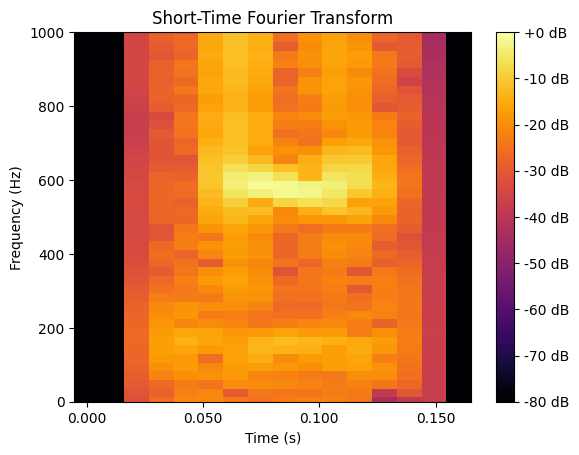 Short-Time Fourier Transform
Frequency (Hz)
1000
800
600
400
200
0
0.000
0.050
0.100
0.150
Time (s)
+0 dB
-10 dB
-20 dB
-30 dB
-40 dB
-50 dB
-60 dB
-70 dB
-80 dB